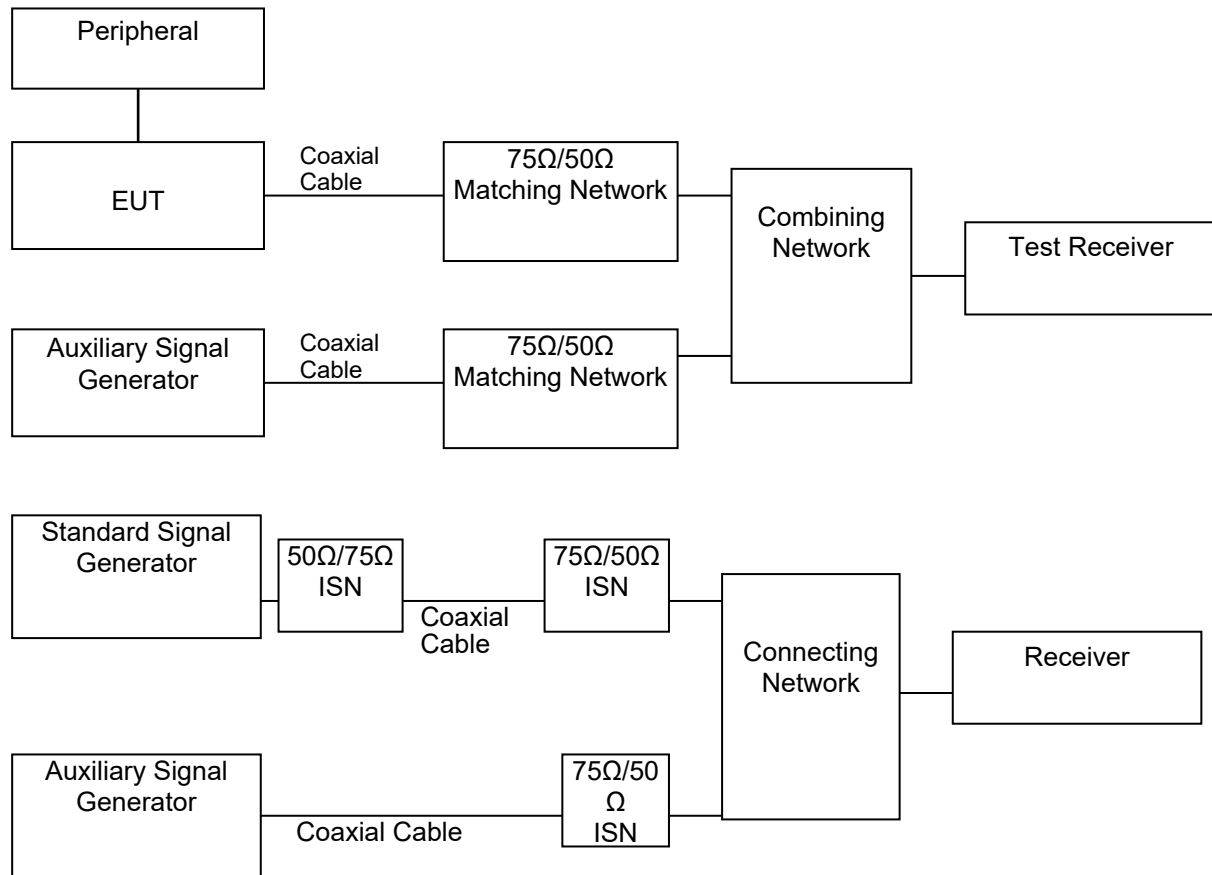 Peripheral
EUT
Coaxial
Cable
75Ω/50Ω
Matching Network
Combining
Network
Test Receiver
Auxiliary Signal
Generator
Coaxial
Cable
75Ω/50Ω
Matching Network
Standard Signal
Generator
50Ω/75Ω
ISN
Coaxial
Cable
75Ω/50Ω
ISN
Connecting
Network
Receiver
Auxiliary Signal
Generator
Coaxial Cable
75Ω/50
Ω
ISN